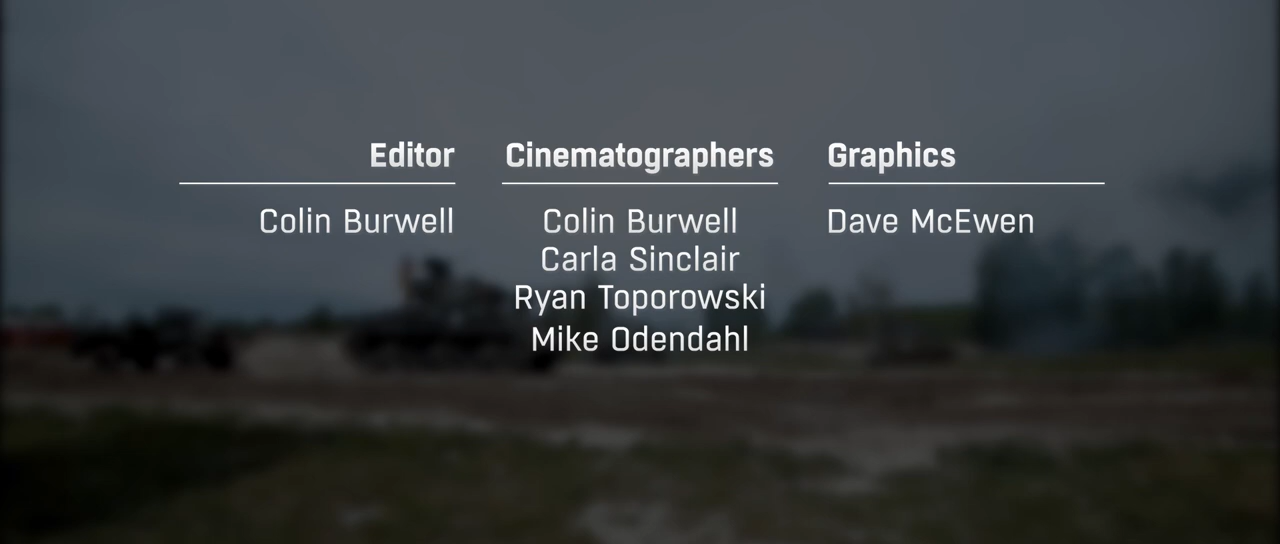 Editor
Colin Burwell
Cinematographers
Colin Burwell
Carla Sinclair
Ryan Toporowski
Mike Odendahl
Graphics
Dave McEwen